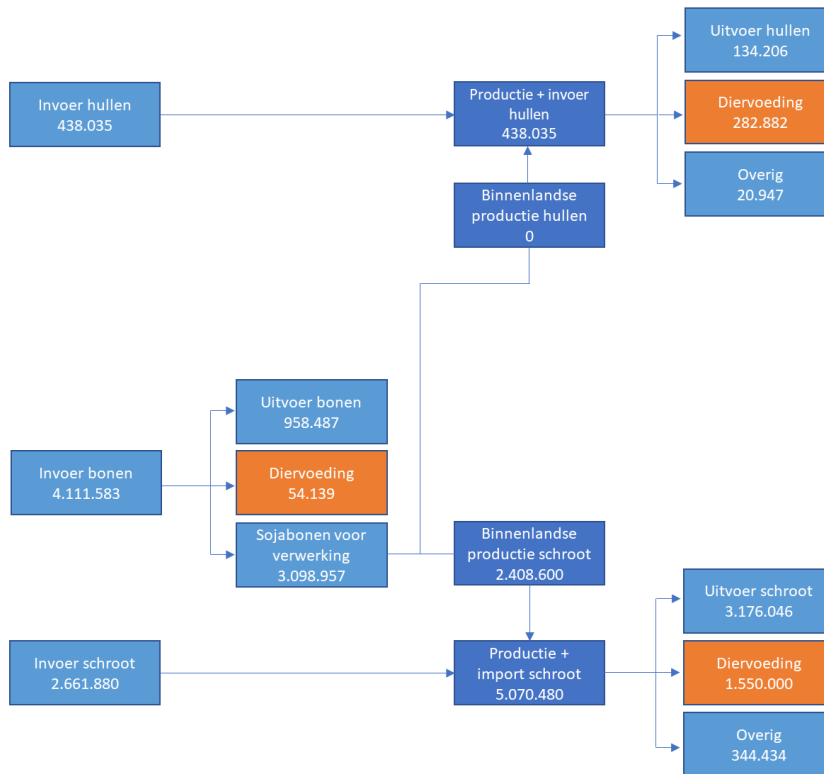 Uitvoer hullen
134.206
Invoer hullen
438.035
Productie + invoer
hullen
438.035
Diervoeding
282.882
Overig
20.947
Binnenlandse
productie hullen
0
Uitvoer bonen
958.487
Invoer bonen
4.111.583
Diervoeding
54.139
Sojabonen voor
verwerking
3.098.957
Binnenlandse
productie schroot
2.408.600
Uitvoer schroot
3.176.046
Invoer schroot
2.661.880
Productie +
import schroot
5.070.480
Diervoeding
1.550.000
Overig
344.434